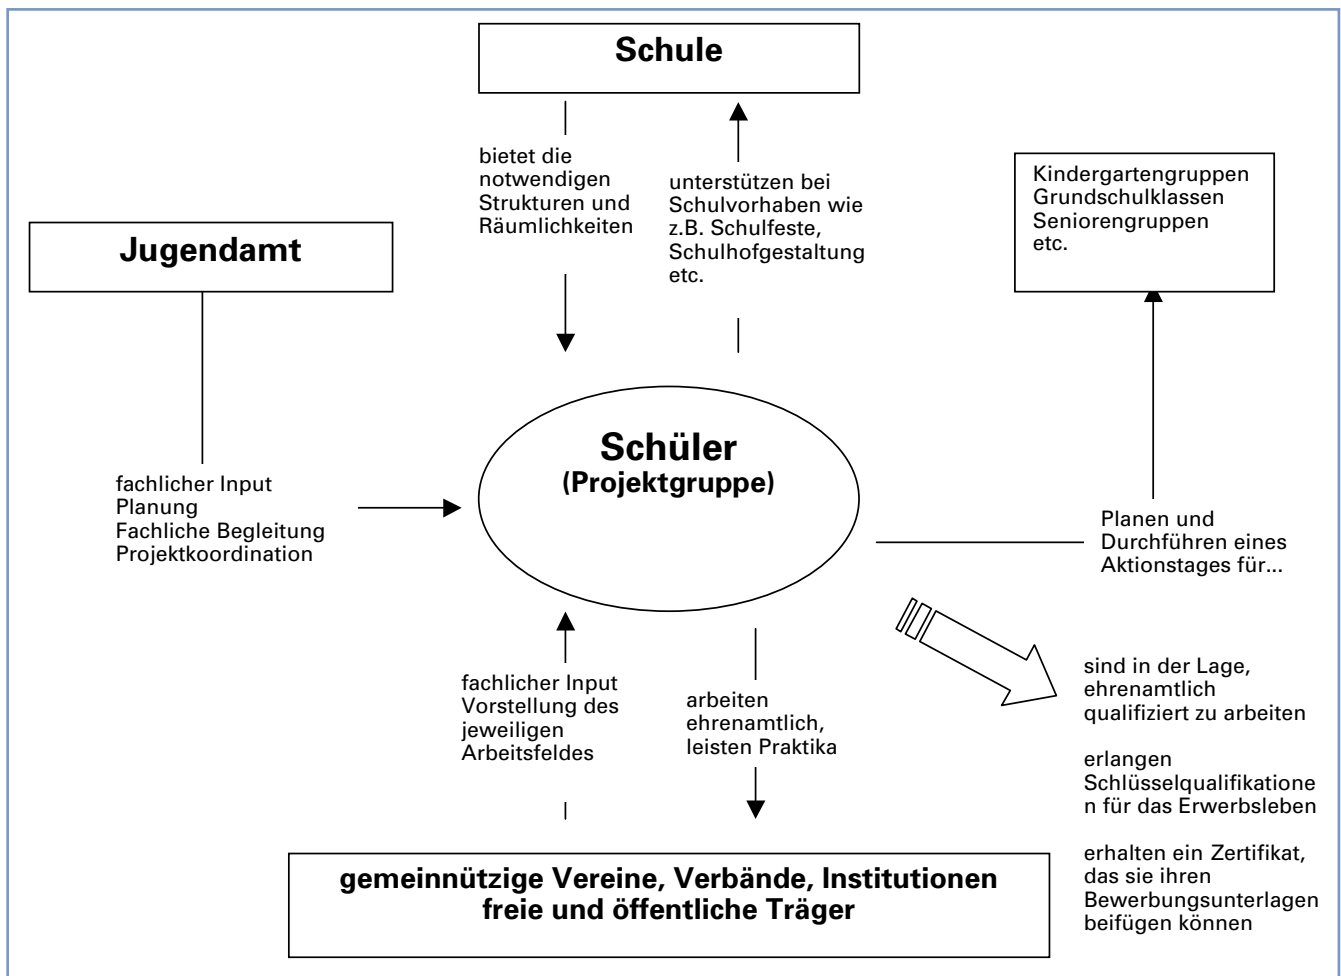 Schule
bietet die
notwendigen
Strukturen und
Räumlichkeiten
unterstützen bei
Schulvorhaben wie
z.B. Schulfeste,
Schulhofgestaltung
etc.
Kindergartengruppen
Grundschulklassen
Seniorengruppen
etc.
Jugendamt
Schüler
(Projektgruppe)
fachlicher Input
Planung
Fachliche Begleitung
Projektkoordination
Planen und
Durchführen eines
Aktionstages für...
fachlicher Input
Vorstellung des
jeweiligen
Arbeitsfeldes
arbeiten
ehrenamtlich,
leisten Praktika
sind in der Lage,
ehrenamtlich
qualifiziert zu arbeiten
erlangen
Schlüsselqualifikatione
n für das Erwerbsleben
erhalten ein Zertifikat,
das sie ihren
Bewerbungsunterlagen
beifügen können
gemeinnützige Vereine, Verbände, Institutionen
freie und öffentliche Träger